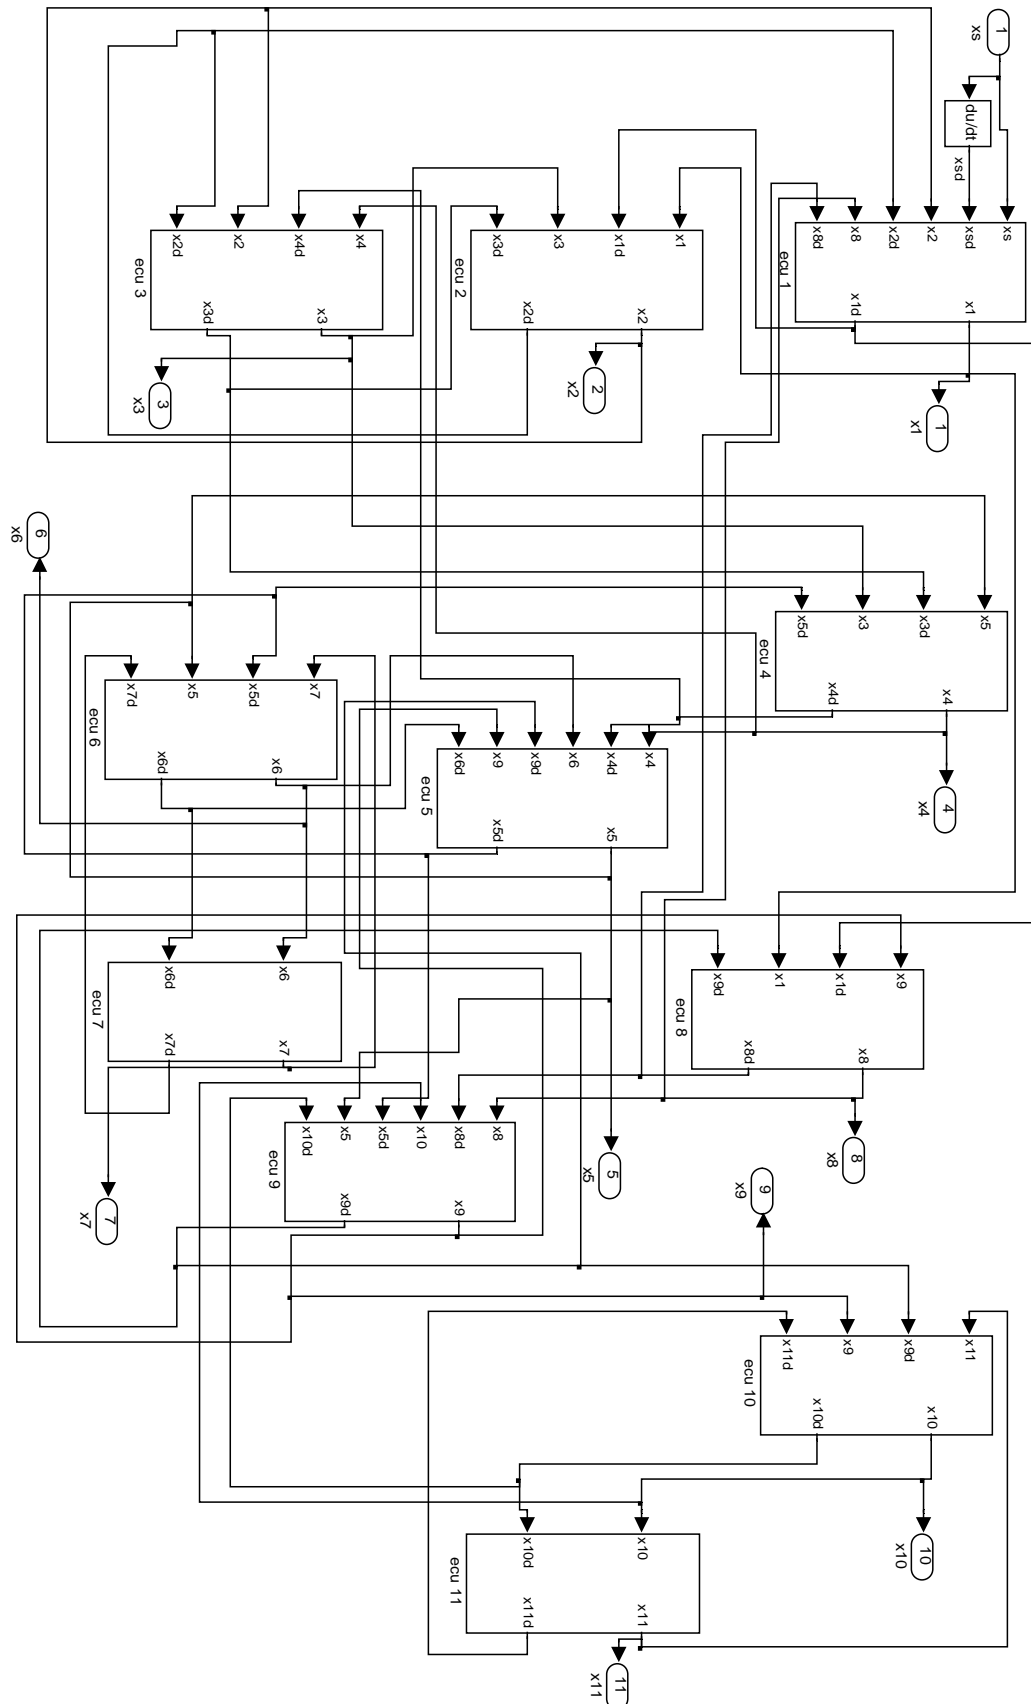 1
xs
du/dt
xsd
xs
xsd
x2
x2d
x8
x8d
x1
x1d
ecu 1
1
x1
x1
x1d
x3
x3d
x2
x2d
ecu 2
2
x2
x4
x4d
x2
x2d
x3
x3d
ecu 3
3
x3
x5
x3d
x3
x5d
x4
x4d
ecu 4
4
x4
x4
x4d
x6
x9d
x9
x6d
x5
x5d
ecu 5
5
x5
x7
x5d
x5
x7d
x6
x6d
ecu 6
6
x6
x6
x6d
x7
x7d
ecu 7
7
x7
x9
x1d
x1
x9d
x8
x8d
ecu 8
8
x8
x8
x8d
x10
x5d
x5
x10d
x9
x9d
ecu 9
9
x9
x11
x9d
x9
x11d
x10
x10d
ecu 10
10
x10
x10
x10d
x11
x11d
ecu 11
11
x11